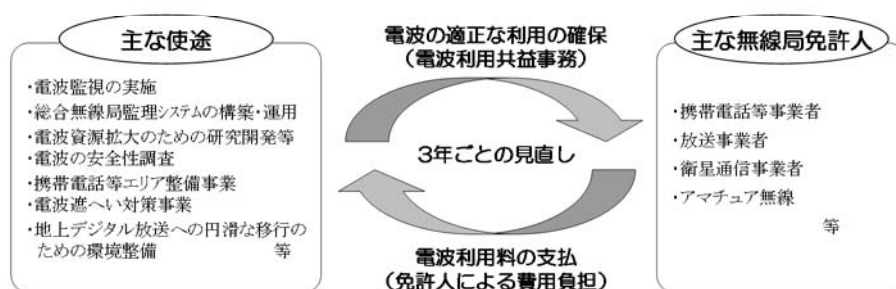 主な使途
・電波監視の実施
・総合無線局監理システムの構築・運用
・電波資源拡大のための研究開発等
・電波の安全性調査
・携帯電話等エリア整備事業
・電波遮へい対策事業
・地上デジタル放送への円滑な移行の
ための環境整備 等
電波の適正な利用の確保
（電波利用共益事務）
3年ごとの見直し
電波利用料の支払
（免許人による費用負担）
主な無線局免許人
・携帯電話等事業者
・放送事業者
・衛星通信事業者
・アマチュア無線
等